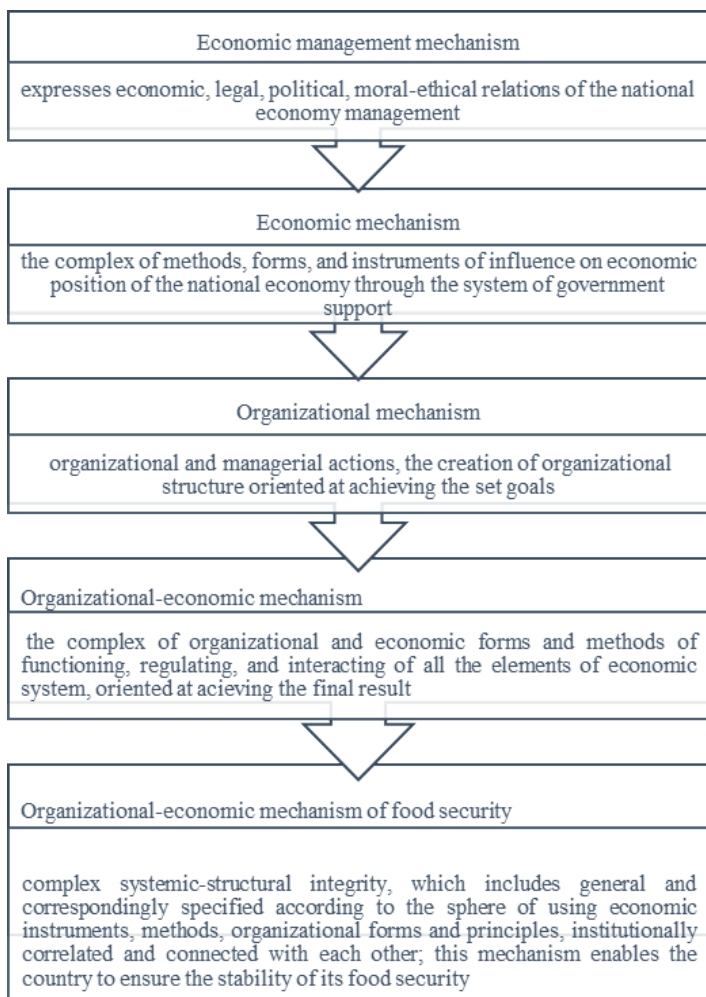 Economic management mechanism
expresses economic, legal, political, moral-ethical relations of the national
economy management
Economic mechanism
the complex of methods, forms, and instruments of influence on economic
position of the national economy through the system of government
support
Organizational mechanism
organizational and managerial actions, the creation of organizational
structure oriented at achieving the set goals
Organizational-economic mechanism
the complex of organizational and economic forms and methods of
functioning, regulating, and interacting of all the elements of economic
system, oriented at acieving the final result
Organizational-economic mechanism of food security
complex systemic-structural integrity, which includes general and
correspondingly specified according to the sphere of using economic
instruments, methods, organizational forms and principles, institutionally
correlated and connected with each other; this mechanism enables the
country to ensure the stability of its food security